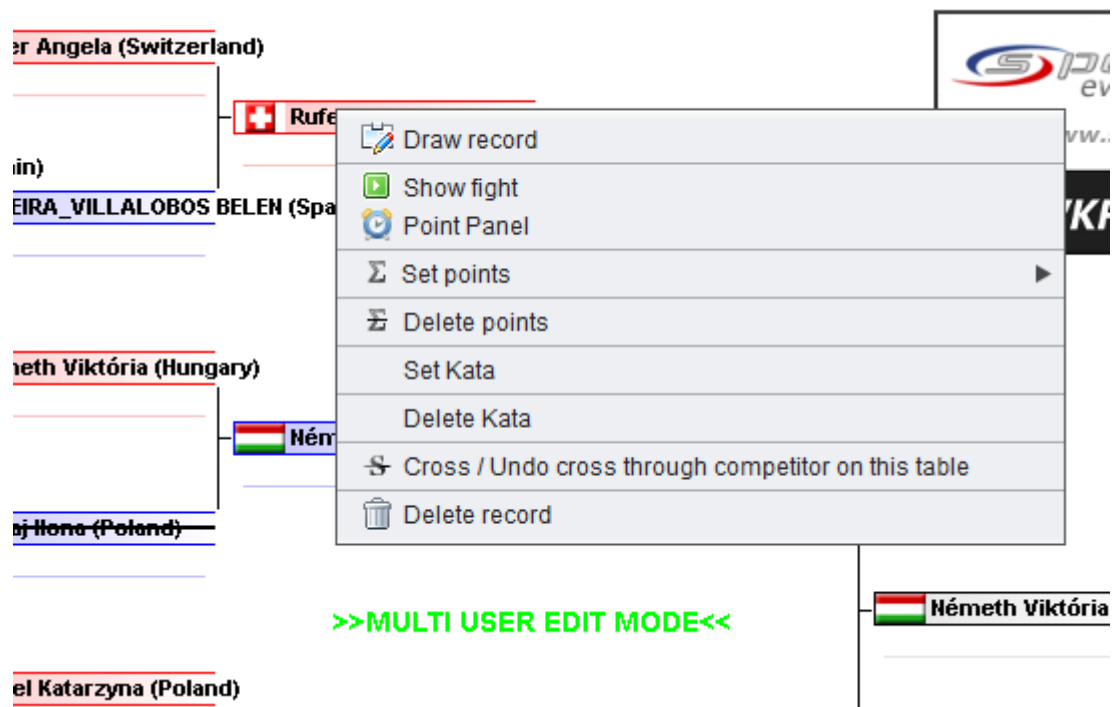 er Angela (Switzerland)
Rufe
in)
EIRA_VILLALOBOS BELEN (Spa
Draw record
Show fight
Point Panel
Set points
Delete points
Set Kata
Delete Kata
Cross / Undo cross through competitor on this table
Delete record
neth Viktória (Hungary)
Ném
aj Ilona (Poland)
>>MULTI USER EDIT MODE<<
Németh Viktória
el Katarzyna (Poland)